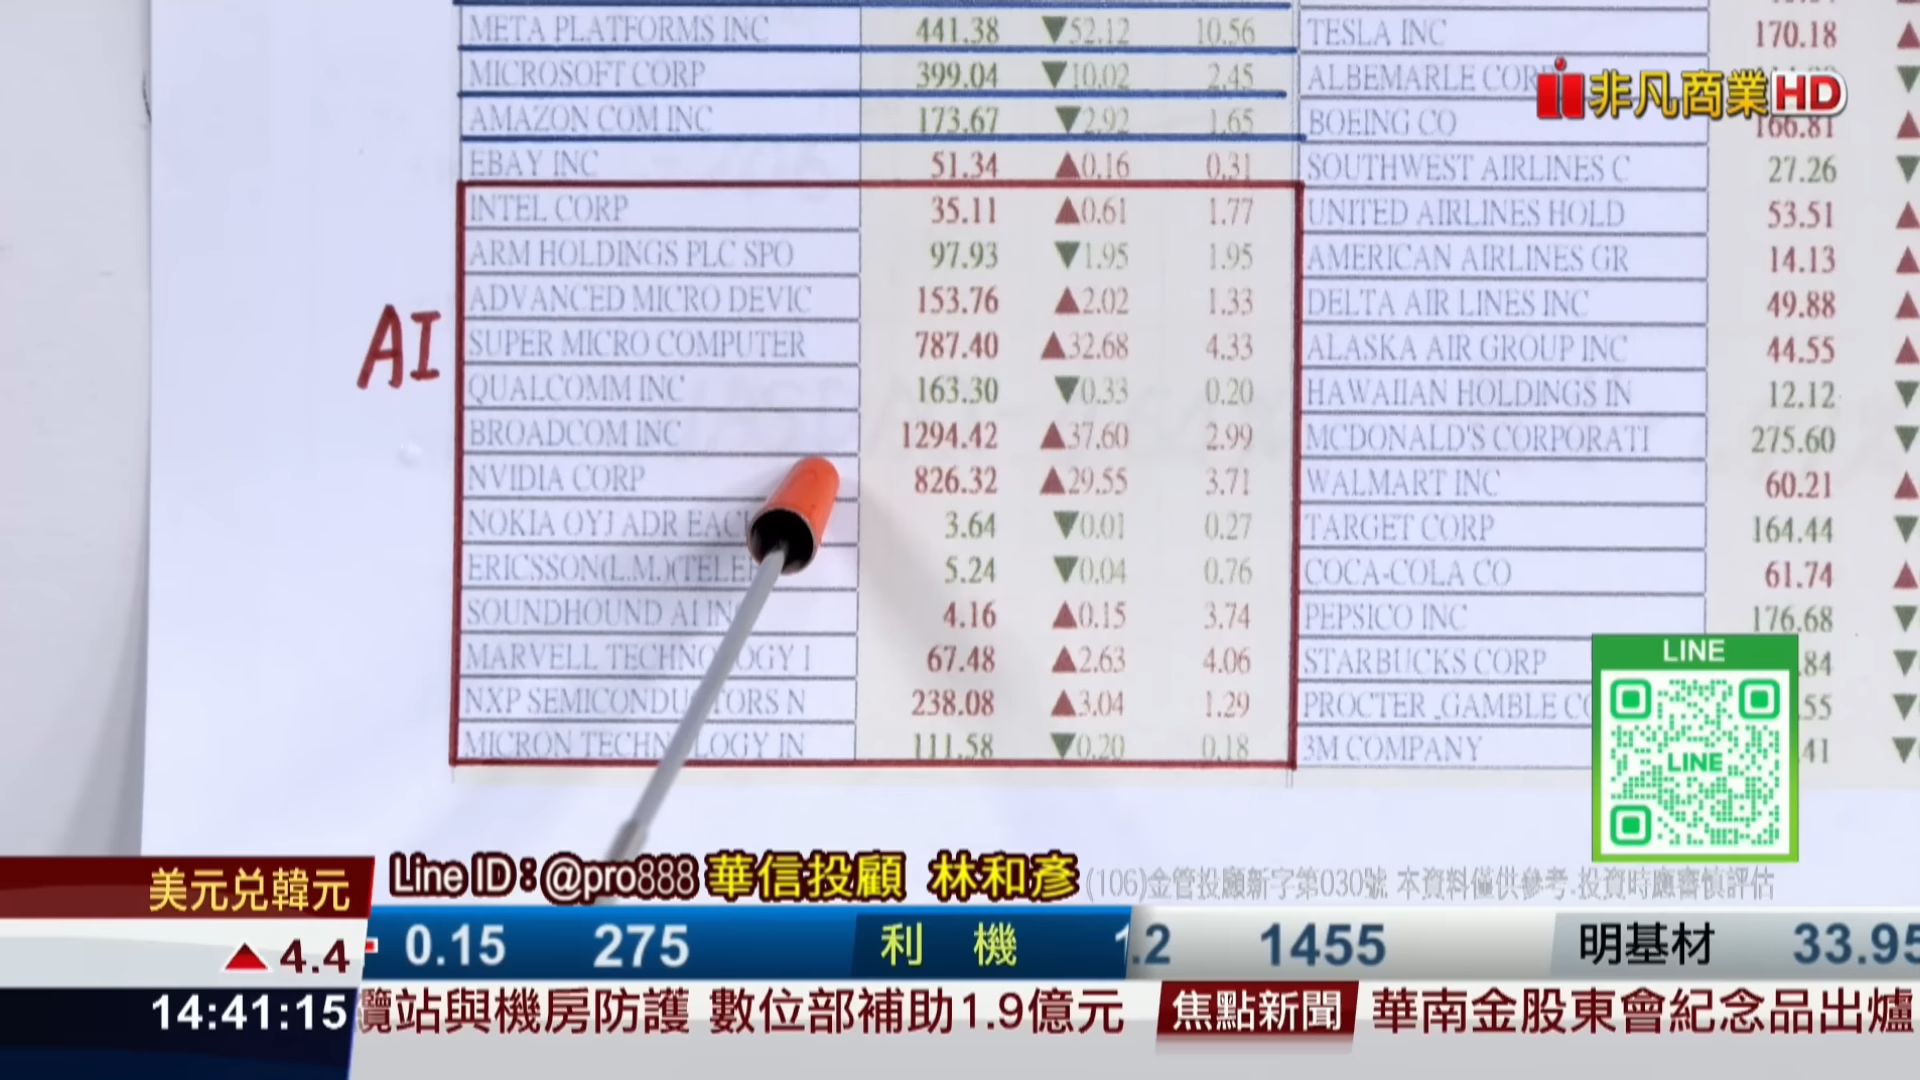 META PLATFORMS INC 441.38 ▼52.12 10.56 TESLA INC 170.18 ▲
MICROSOFT CORP 399.04 ▼10.02 2.45 ALBEMARLE COR ▼
非凡商業HD
AMAZON COM INC 173.67 ▼2.92 1.65 BOEING CO 166.81 ▲
EBAY INC 51.34 ▲0.16 0.31 SOUTHWEST AIRLINES C 27.26 ▼
INTEL CORP 35.11 ▲0.61 1.77 UNITED AIRLINES HOLD 53.51 ▲
ARM HOLDINGS PLC SPO 97.93 ▼1.95 1.95 AMERICAN AIRLINES GR 14.13 ▲
ADVANCED MICRO DEVIC 153.76 ▲2.02 1.33 DELTA AIR LINES INC 49.88 ▲
AI
SUPER MICRO COMPUTER 787.40 ▲32.68 4.33 ALASKA AIR GROUP INC 44.55 ▲
QUALCOMM INC 163.30 ▼0.33 0.20 HAWAIIAN HOLDINGS IN 12.12 ▼
BROADCOM INC 1294.42 ▲37.60 2.99 MCDONALD'S CORPORATI 275.60 ▼
NVIDIA CORP 826.32 ▲29.55 3.71 WALMART INC 60.21 ▲
NOKIA OYJ ADR EAC 3.64 ▼0.01 0.27 TARGET CORP 164.44 ▼
ERICSSON(L.M.)(TELE 5.24 ▼0.04 0.76 COCA-COLA CO 61.74 ▲
SOUNDHOUND AI IN 4.16 ▲0.15 3.74 PEPSICO INC 176.68 ▼
MARVELL TECHNOLOGY I 67.48 ▲2.63 4.06 STARBUCKS CORP .84 ▼
NXP SEMICONDUCTORS N 238.08 ▲3.04 1.29 PROCTER _GAMBLE CO .55 ▼
MICRON TECHNOLOGY IN 111.58 ▼0.20 0.18 3M COMPANY .41 ▼
LINE
LINE
Line ID：@pro888 華信投顧 林和彥 (106)金管投顧新字第030號 本資料僅供參考.投資時應審慎評估
美元兌韓元
▲ 4.4
0.15 275 利機 1.2 1455 明基材 33.95
14:41:15
纜站與機房防護 數位部補助1.9億元 焦點新聞 華南金股東會紀念品出爐